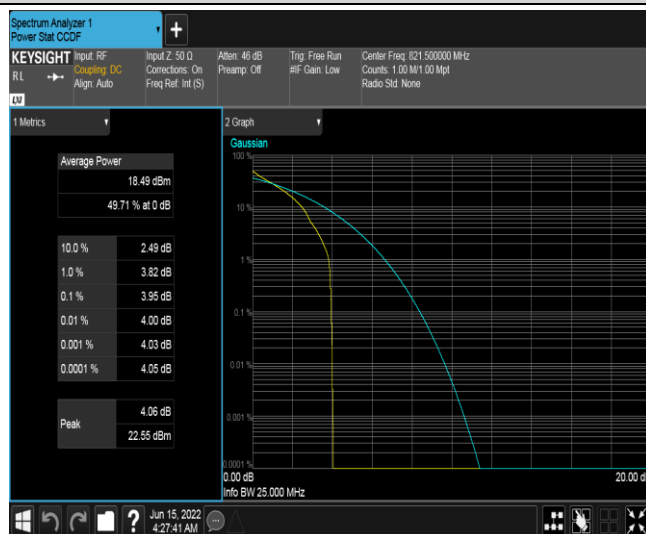 Spectrum Analyzer 1
Power Stat CCDF
+
KEYSIGHT
RL
LXI
Input: RF
Coupling: DC
Align: Auto
Input Z: 50 Ω
Corrections: On
Freq Ref: Int (S)
Atten: 46 dB
Preamp: Off
Trig: Free Run
#IF Gain: Low
Center Freq: 821.500000 MHz
Counts: 1.00 M/1.00 Mpt
Radio Std: None
1 Metrics
Average Power
18.49 dBm
49.71 % at 0 dB
10.0 % 2.49 dB
1.0 % 3.82 dB
0.1 % 3.95 dB
0.01 % 4.00 dB
0.001 % 4.03 dB
0.0001 % 4.05 dB
Peak
4.06 dB
22.55 dBm
2 Graph
Gaussian
100 %
10 %
1 %
0.1 %
0.01 %
0.001 %
0.0001 %
0.00 dB
20.00 d
Info BW 25.000 MHz
?
Jun 15, 2022
4:27:41 AM